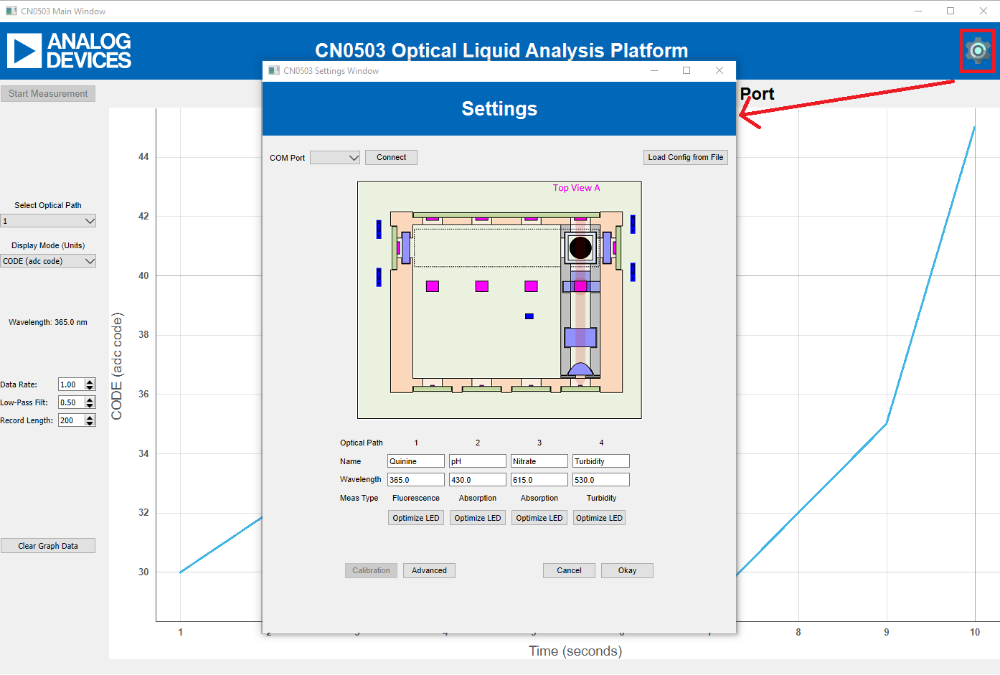 CN0503 Main Window
ANALOG
DEVICES
CN0503 Optical Liquid Analysis Platform
Start Measurement
Port
Select Optical Path
1
Display Mode (Units)
CODE (adc code)
Wavelength: 365.0 nm
Data Rate: 1.00
Low-Pass Filt: 0.50
Record Length: 200
Clear Graph Data
CODE (adc code)
44
42
40
38
36
34
32
30
1 2 3 4 5 6 7 8 9 10
Time (seconds)
CN0503 Settings Window
Settings
COM Port Connect Load Config from File
Top View A
Optical Path 1 2 3 4
Name Quinine pH Nitrate Turbidity
Wavelength 365.0 430.0 615.0 530.0
Meas Type Fluorescence Absorption Absorption Turbidity
Optimize LED Optimize LED Optimize LED Optimize LED
Calibration Advanced Cancel Okay